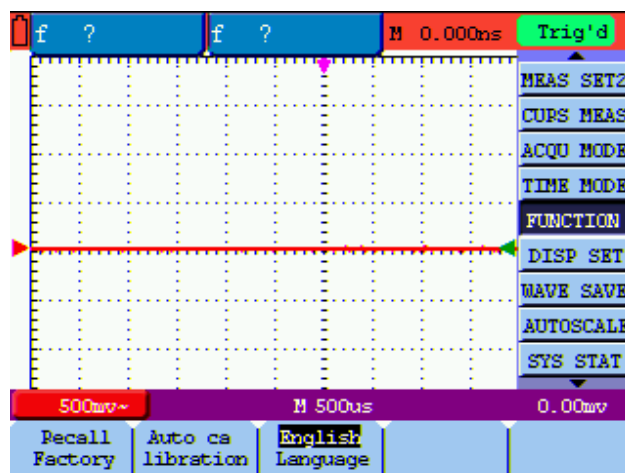 f ? f ? M 0.000ns Trig'd
MEAS SET2
CURS MEAS
ACQU MODE
TIME MODE
FUNCTION
DISP SET
WAVE SAVE
AUTOSCALE
SYS STAT
500mv~ M 500us 0.00mv
Recall Auto ca English
Factory libration Language